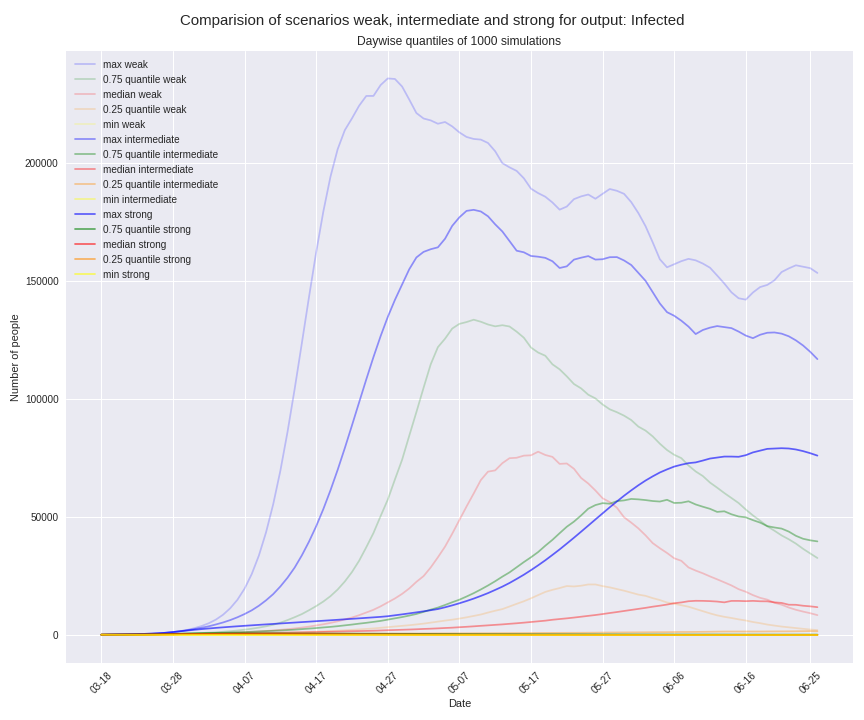 Comparision of scenarios weak, intermediate and strong for output: Infected
Daywise quantiles of 1000 simulations
max weak
0.75 quantile weak
median weak
0.25 quantile weak
min weak
max intermediate
0.75 quantile intermediate
median intermediate
0.25 quantile intermediate
min intermediate
max strong
0.75 quantile strong
median strong
0.25 quantile strong
min strong
200000
150000
100000
50000
0
Number of people
03-18
03-28
04-07
04-17
04-27
05-07
05-17
05-27
06-06
06-16
06-25
Date